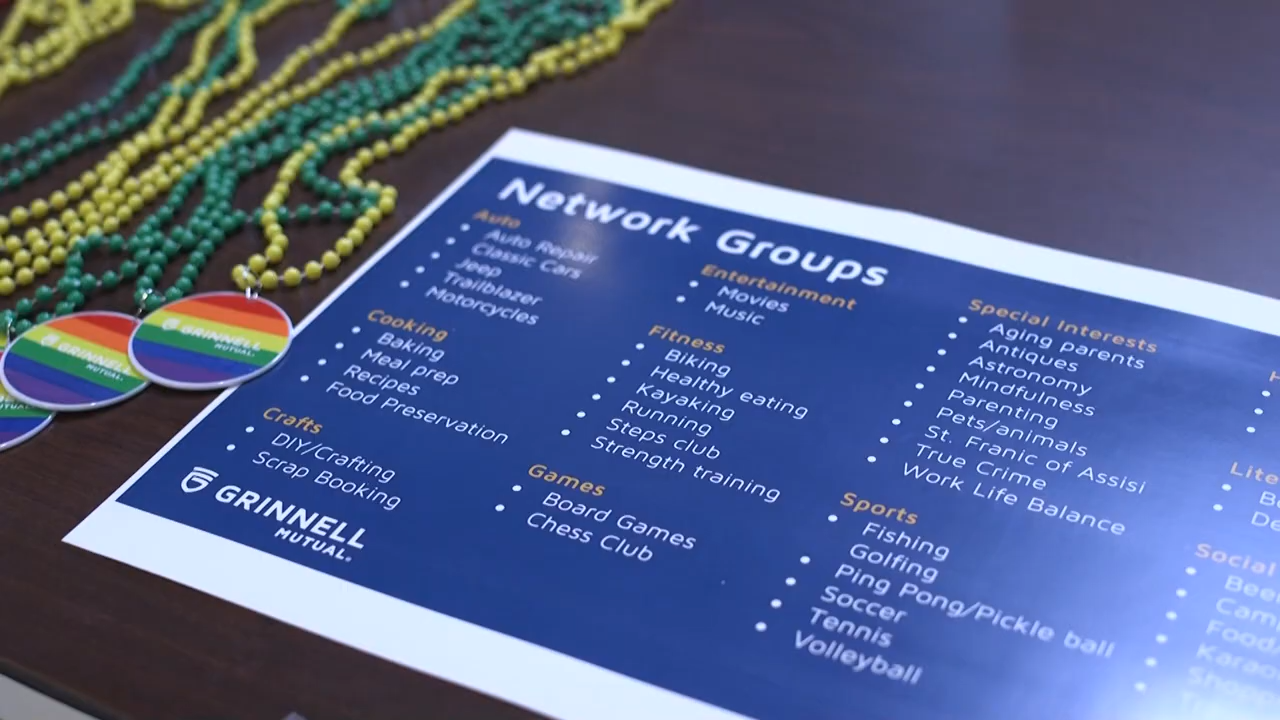 Network Groups
Auto
Auto Repair
Classic Cars
Jeep
Trailblazer
Motorcycles
Cooking
Baking
Meal prep
Recipes
Food Preservation
Crafts
DIY/Crafting
Scrap Booking
GRINNELL
MUTUAL.
Entertainment
Movies
Music
Fitness
Biking
Healthy eating
Kayaking
Running
Steps club
Strength training
Games
Board Games
Chess Club
Special Interests
Aging parents
Antiques
Astronomy
Mindfulness
Parenting
Pets/animals
St. Franic of Assisi
True Crime
Work Life Balance
Sports
Fishing
Golfing
Ping Pong/Pickle ball
Soccer
Tennis
Volleyball
Social
GRINNELL
MUTUAL.
GRINNELL
MUTUAL.